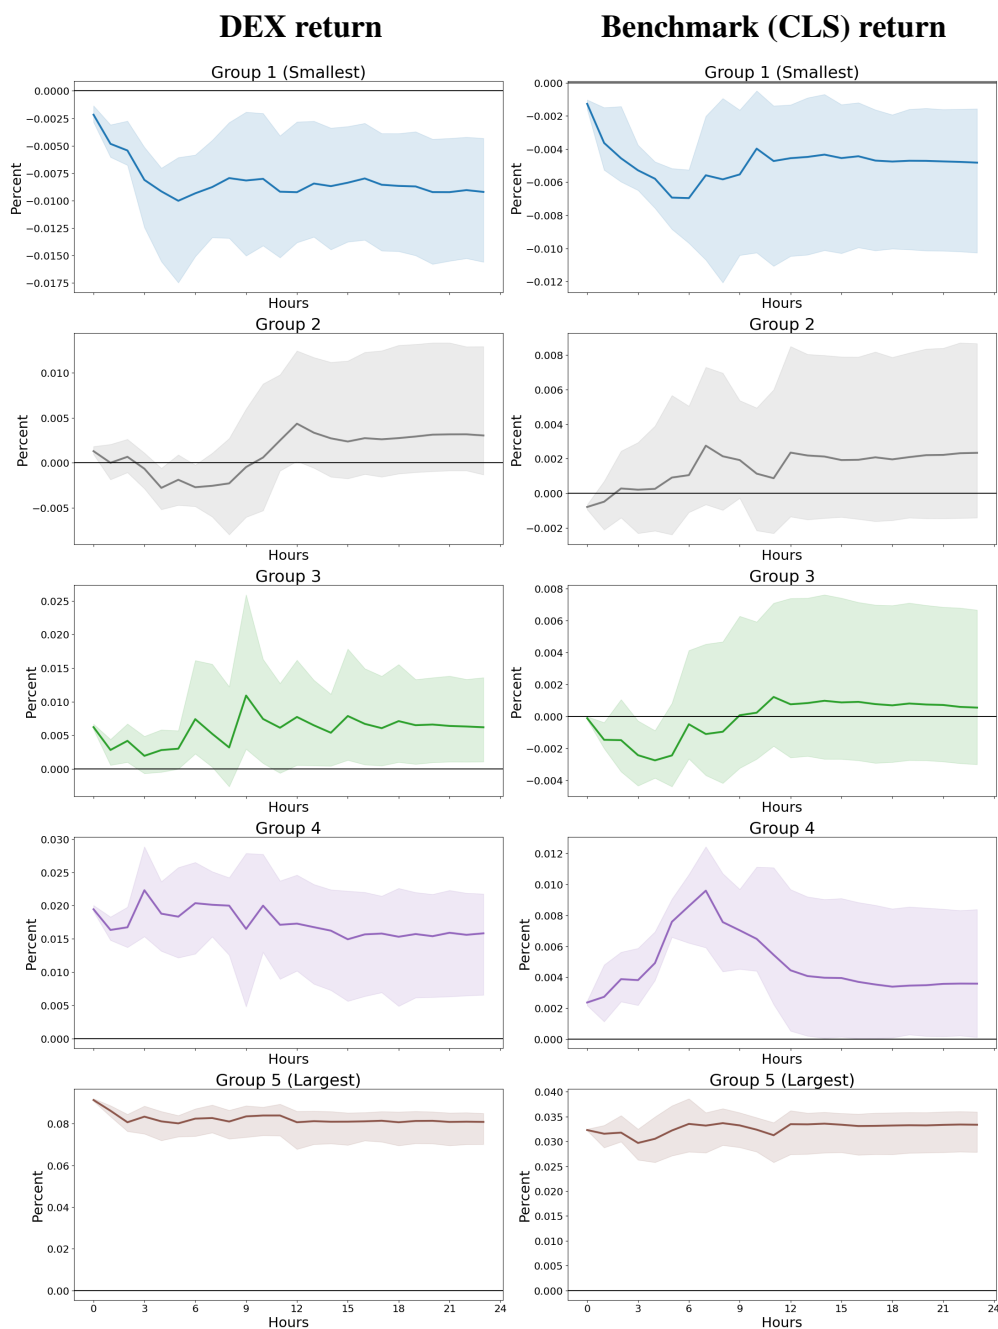 DEX return
Benchmark (CLS) return
Group 1 (Smallest)
0.0000
−0.0025
−0.0050
−0.0075
−0.0100
−0.0125
−0.0150
−0.0175
Percent
Hours
Group 1 (Smallest)
0.000
−0.002
−0.004
−0.006
−0.008
−0.010
−0.012
Percent
Hours
Group 2
0.010
0.005
0.000
−0.005
Percent
Hours
Group 2
0.008
0.006
0.004
0.002
0.000
−0.002
Percent
Hours
Group 3
0.025
0.020
0.015
0.010
0.005
0.000
Percent
Hours
Group 3
0.008
0.006
0.004
0.002
0.000
−0.002
−0.004
Percent
Hours
Group 4
0.030
0.025
0.020
0.015
0.010
0.005
0.000
Percent
Hours
Group 4
0.012
0.010
0.008
0.006
0.004
0.002
0.000
Percent
Hours
Group 5 (Largest)
0.08
0.06
0.04
0.02
0.00
Percent
0 3 6 9 12 15 18 21 24
Hours
Group 5 (Largest)
0.040
0.035
0.030
0.025
0.020
0.015
0.010
0.005
0.000
Percent
0 3 6 9 12 15 18 21 24
Hours